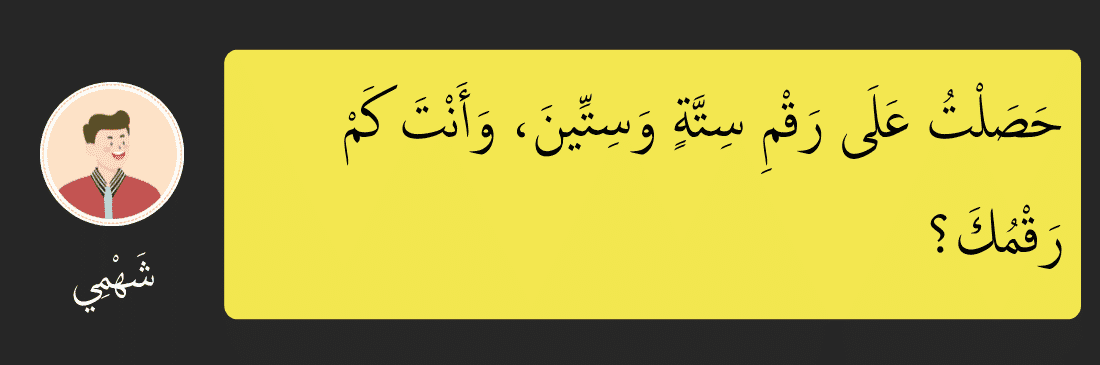 حَصَلْتُ عَلَى رَقْمِ سِتَّةٍ وَسِتِّينَ، وَأَنْتَ كَمْ
رَقْمُكَ؟
شَهْمِي